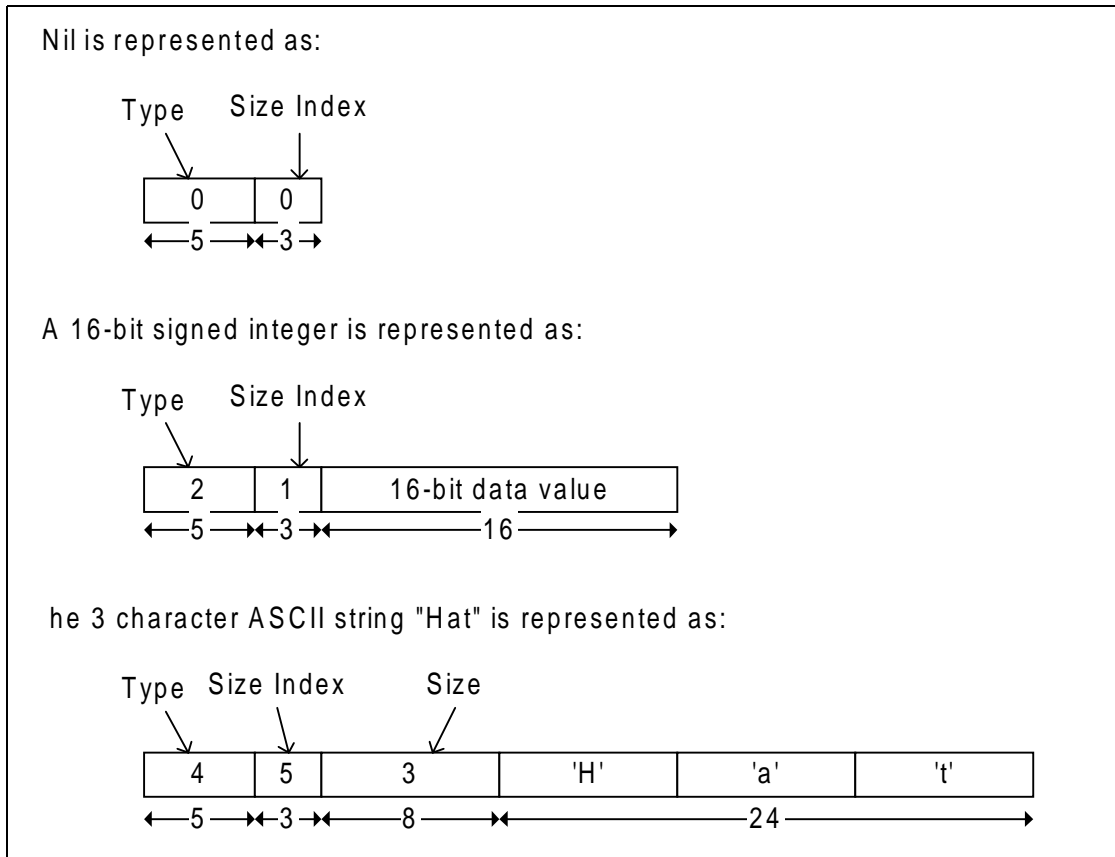 Nil is represented as:
Type Size Index
0 0
5 3
A 16-bit signed integer is represented as:
Type Size Index
2 1 16-bit data value
5 3 16
he 3 character ASCII string "Hat" is represented as:
Type Size Index Size
4 5 3 'H' 'a' 't'
5 3 8 24